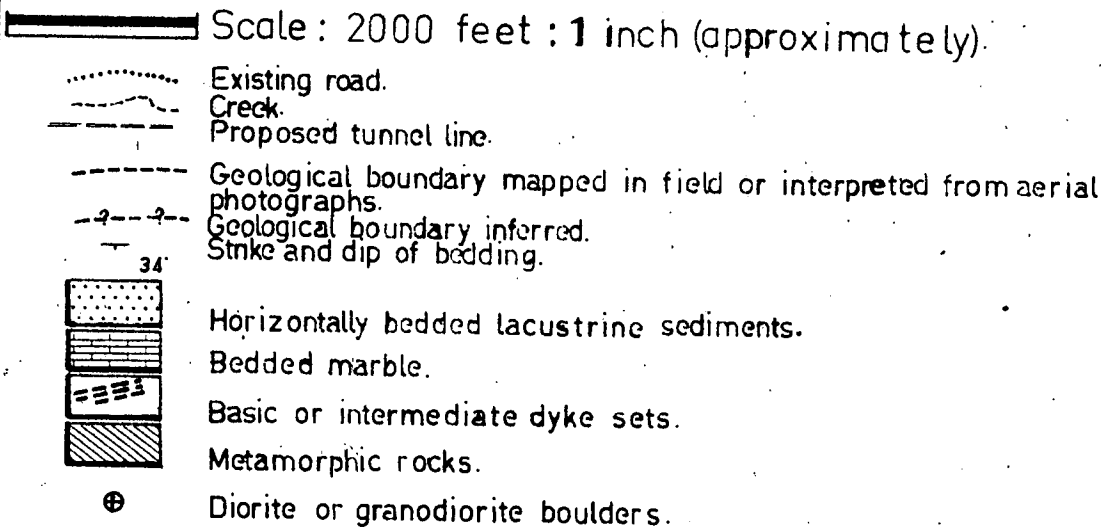 Scale : 2000 feet : 1 inch (approximately).
Existing road.
Creek.
Proposed tunnel line.
Geological boundary mapped in field or interpreted from aerial
photographs.
? ?
Geological boundary inferred.
Strike and dip of bedding.
34
Horizontally bedded lacustrine sediments.
Bedded marble.
Basic or intermediate dyke sets.
Metamorphic rocks.
Diorite or granodiorite boulders.